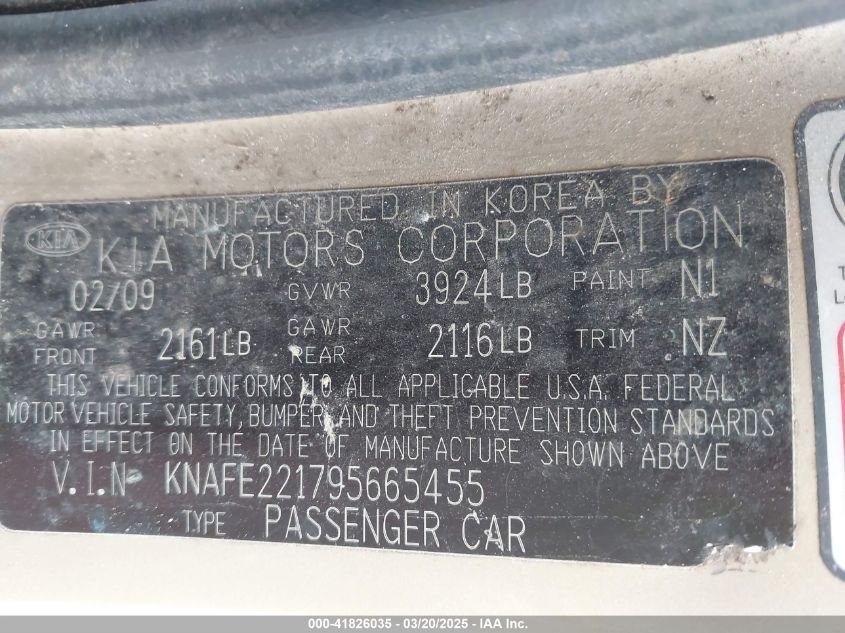 MANUFACTURED IN KOREA BY
KIA KIA MOTORS CORPORATION
02/09 GVWR 3924LB PAINT N1
GAWR FRONT 2161LB GAWR REAR 2116LB TRIM NZ
THIS VEHICLE CONFORMS TO ALL APPLICABLE U.S.A. FEDERAL
MOTOR VEHICLE SAFETY, BUMPER, AND THEFT PREVENTION STANDARDS
IN EFFECT ON THE DATE OF MANUFACTURE SHOWN ABOVE
V.I.N KNAFE221795665455
TYPE PASSENGER CAR
000-41826035 - 03/20/2025 - IAA Inc.